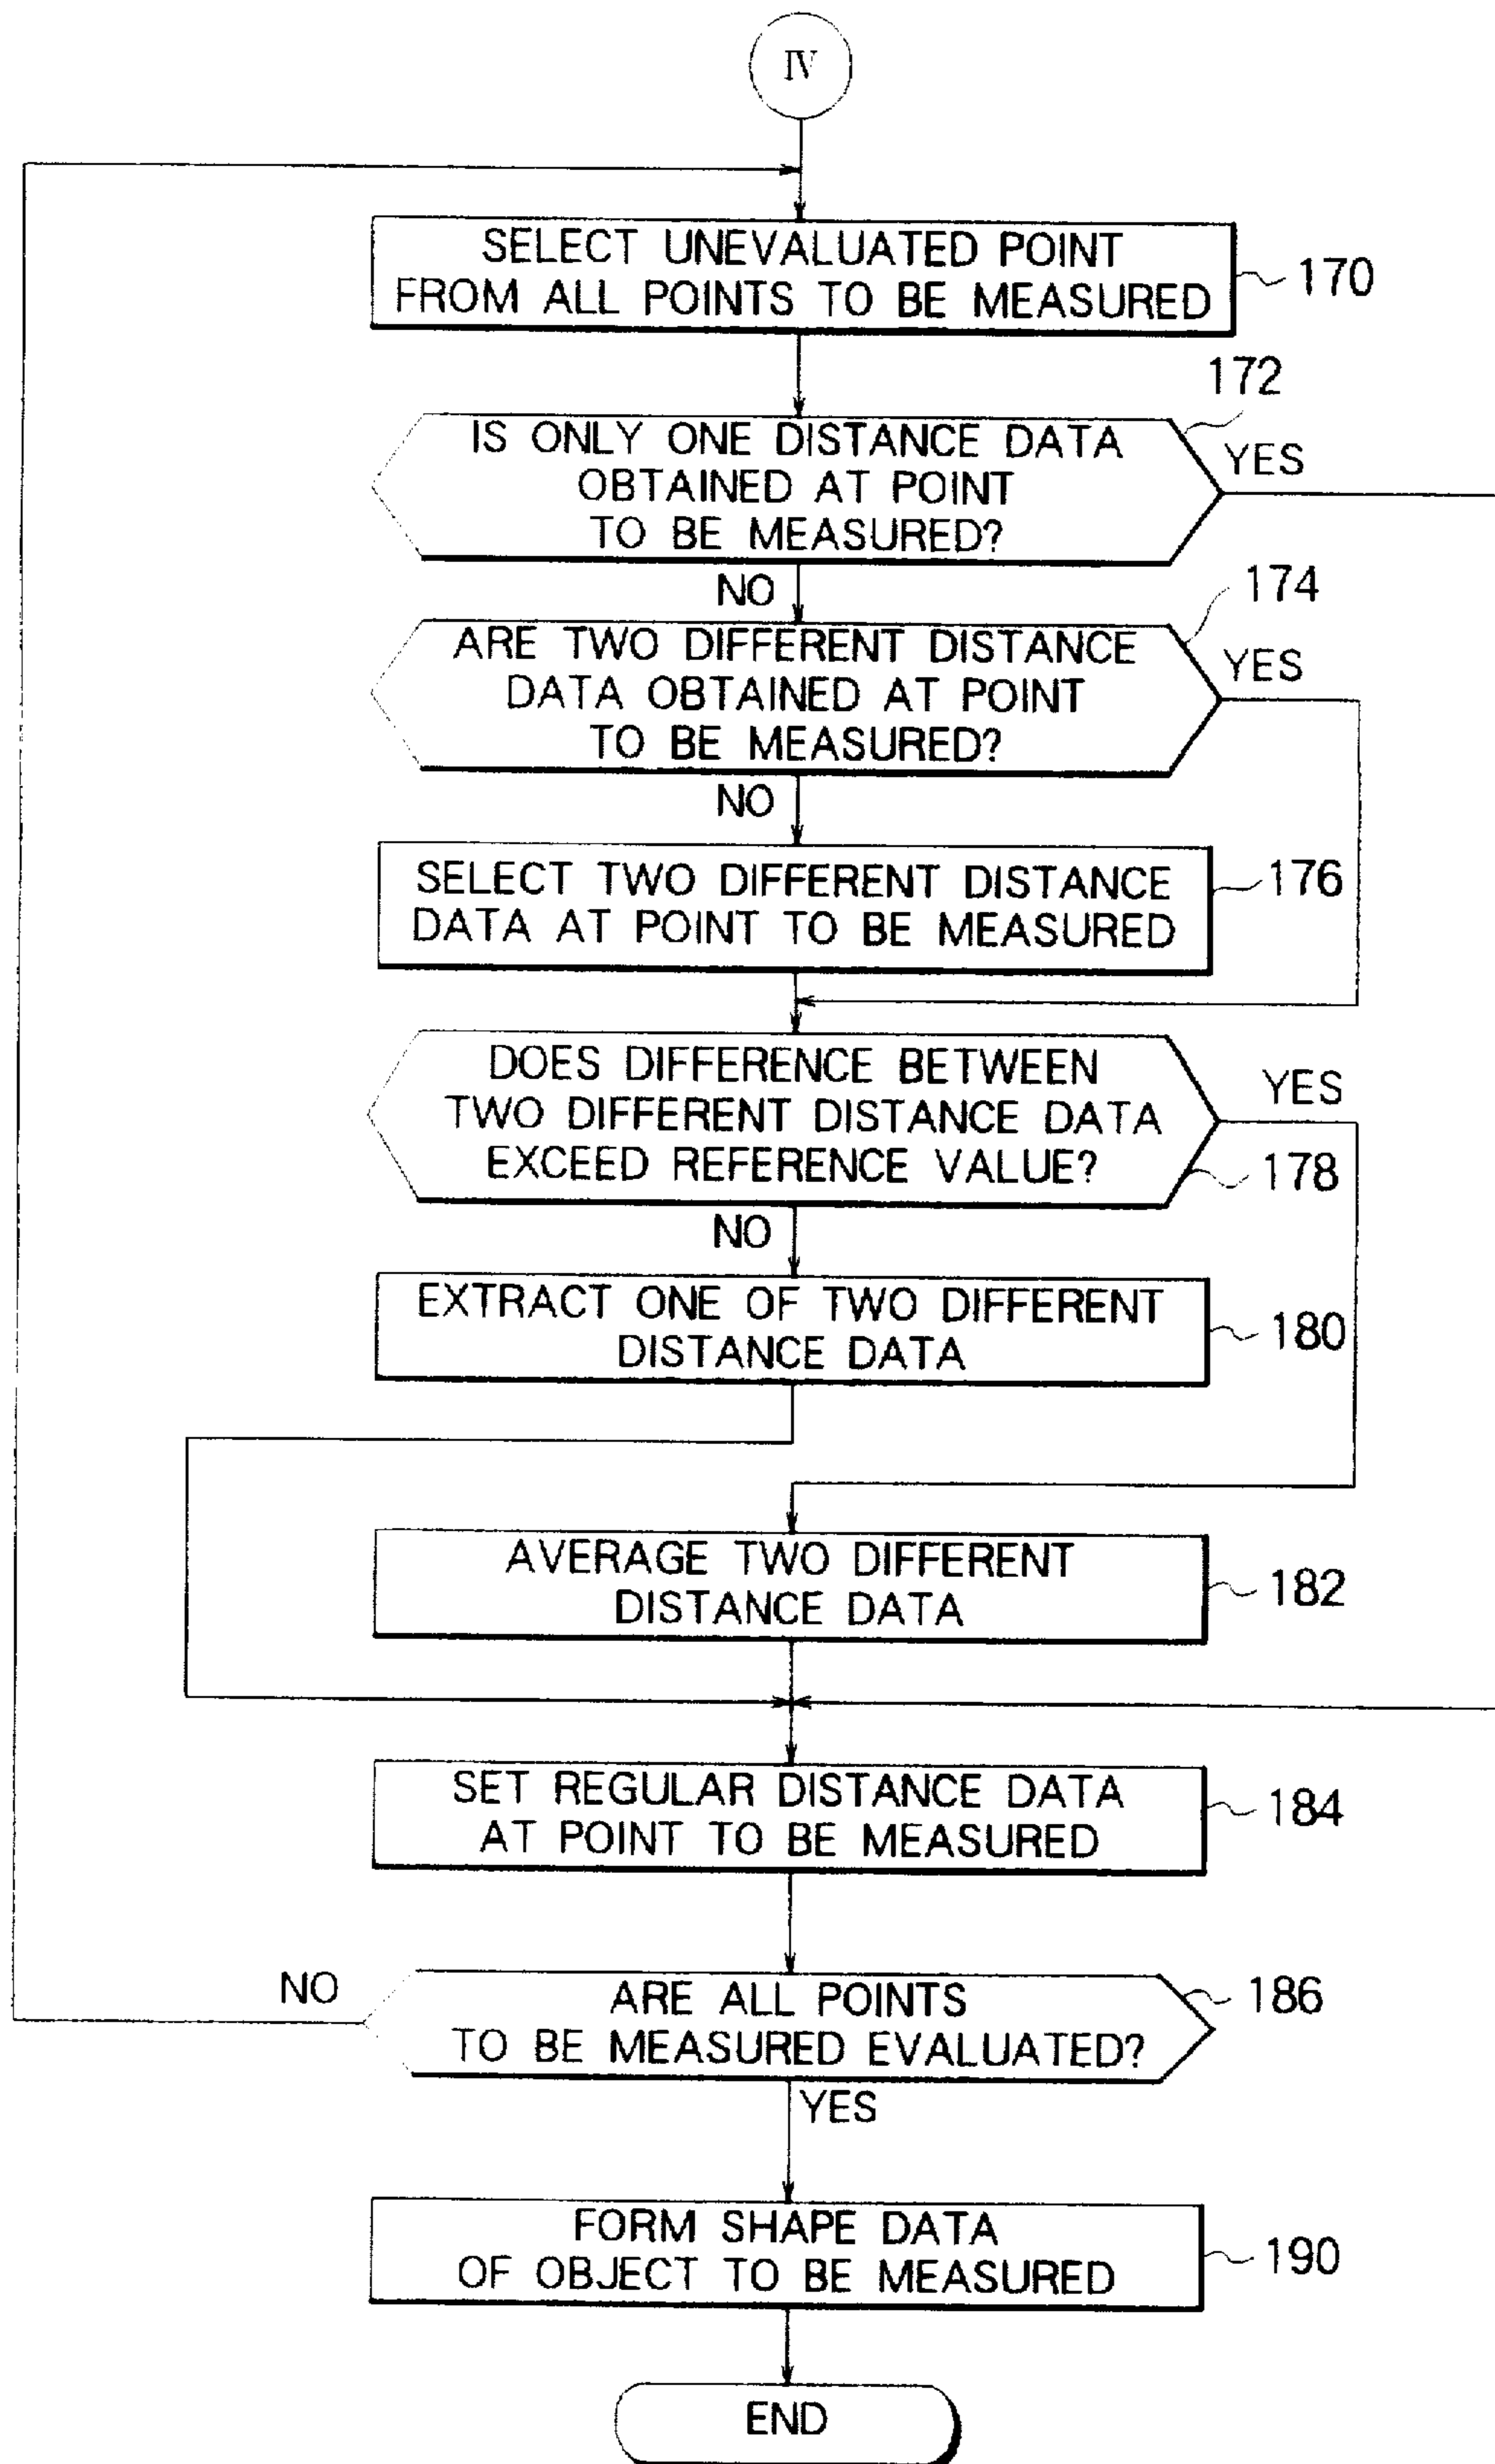 IV
SELECT UNEVALUATED POINT
FROM ALL POINTS TO BE MEASURED
170
172
IS ONLY ONE DISTANCE DATA
OBTAINED AT POINT
TO BE MEASURED?
YES
NO
174
ARE TWO DIFFERENT DISTANCE
DATA OBTAINED AT POINT
TO BE MEASURED?
YES
NO
SELECT TWO DIFFERENT DISTANCE
DATA AT POINT TO BE MEASURED
176
DOES DIFFERENCE BETWEEN
TWO DIFFERENT DISTANCE DATA
EXCEED REFERENCE VALUE?
YES
178
NO
EXTRACT ONE OF TWO DIFFERENT
DISTANCE DATA
180
AVERAGE TWO DIFFERENT
DISTANCE DATA
182
SET REGULAR DISTANCE DATA
AT POINT TO BE MEASURED
184
NO
ARE ALL POINTS
TO BE MEASURED EVALUATED?
186
YES
FORM SHAPE DATA
OF OBJECT TO BE MEASURED
190
END